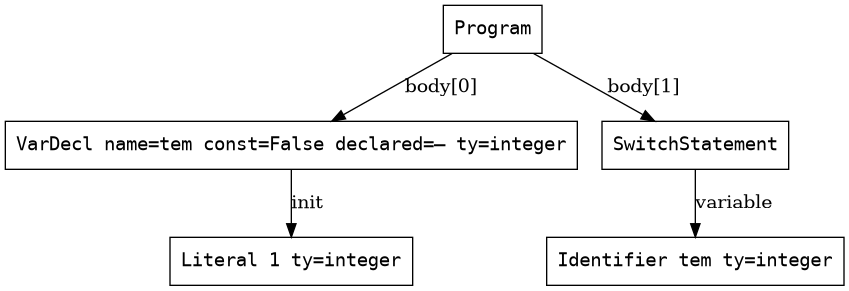 Program
body[0]
body[1]
VarDecl name=tem const=False declared=— ty=integer
SwitchStatement
init
variable
Literal 1 ty=integer
Identifier tem ty=integer